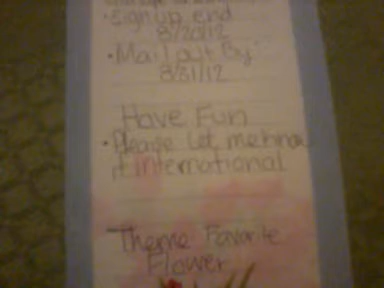 · Sign up end
8/20/12
· Mail out By
8/31/12
Have Fun
· Please let me know
if international
Theme Favorite
Flower